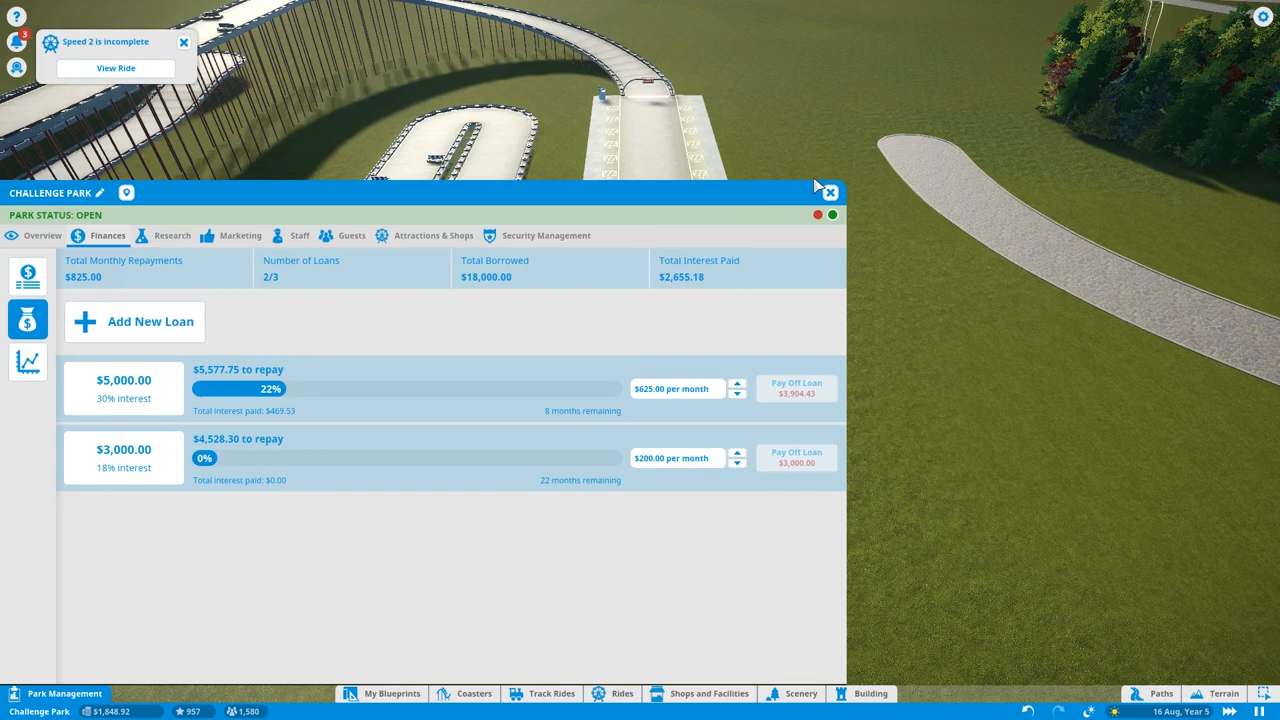 ?
3
Speed 2 is incomplete
View Ride
CHALLENGE PARK
PARK STATUS: OPEN
Overview
Finances
Research
Marketing
Staff
Guests
Attractions & Shops
Security Management
Total Monthly Repayments
$825.00
Number of Loans
2/3
Total Borrowed
$18,000.00
Total Interest Paid
$2,655.18
Add New Loan
$5,000.00
30% interest
$5,577.75 to repay
22%
Total interest paid: $469.53
8 months remaining
$625.00 per month
Pay Off Loan
$3,904.43
$3,000.00
18% interest
$4,528.30 to repay
0%
Total interest paid: $0.00
22 months remaining
$200.00 per month
Pay Off Loan
$3,000.00
Park Management
My Blueprints
Coasters
Track Rides
Rides
Shops and Facilities
Scenery
Building
Paths
Terrain
Challenge Park
$1,848.92
957
1,580
16 Aug, Year 5